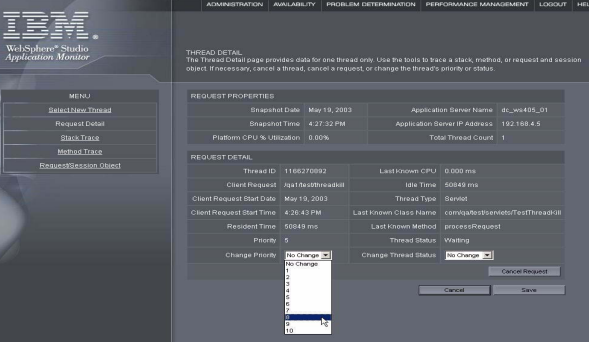 ADMINISTRATION AVAILABILITY PROBLEM DETERMINATION PERFORMANCE MANAGEMENT LOGOUT HEL
IBM®
WebSphere® Studio
Application Monitor
THREAD DETAIL
The Thread Detail page provides data for one thread only. Use the tools to trace a stack, method, or request and session
object. If necessary, cancel a thread, cancel a request, or change the thread's priority or status.
MENU
Select New Thread
Request Detail
Stack Trace
Method Trace
Request/Session Object
REQUEST PROPERTIES
Snapshot Date May 19, 2003 Application Server Name dc_ws405_01
Snapshot Time 4:27:32 PM Application Server IP Address 192.168.4.5
Platform CPU % Utilization 0.00% Total Thread Count 1
REQUEST DETAIL
Thread ID 1166270892 Last Known CPU 0.000 ms
Client Request /qa1/test/threadkill Idle Time 50849 ms
Client Request Start Date May 19, 2003 Thread Type Servlet
Client Request Start Time 4:26:43 PM Last Known Class Name com/qa/test/servlets/TestThreadKill
Resident Time 50849 ms Last Known Method processRequest
Priority 5 Thread Status Waiting
Change Priority No Change Change Thread Status No Change
No Change
1
2
3
4
5
6
7
8
9
10
Cancel Request
Cancel Save